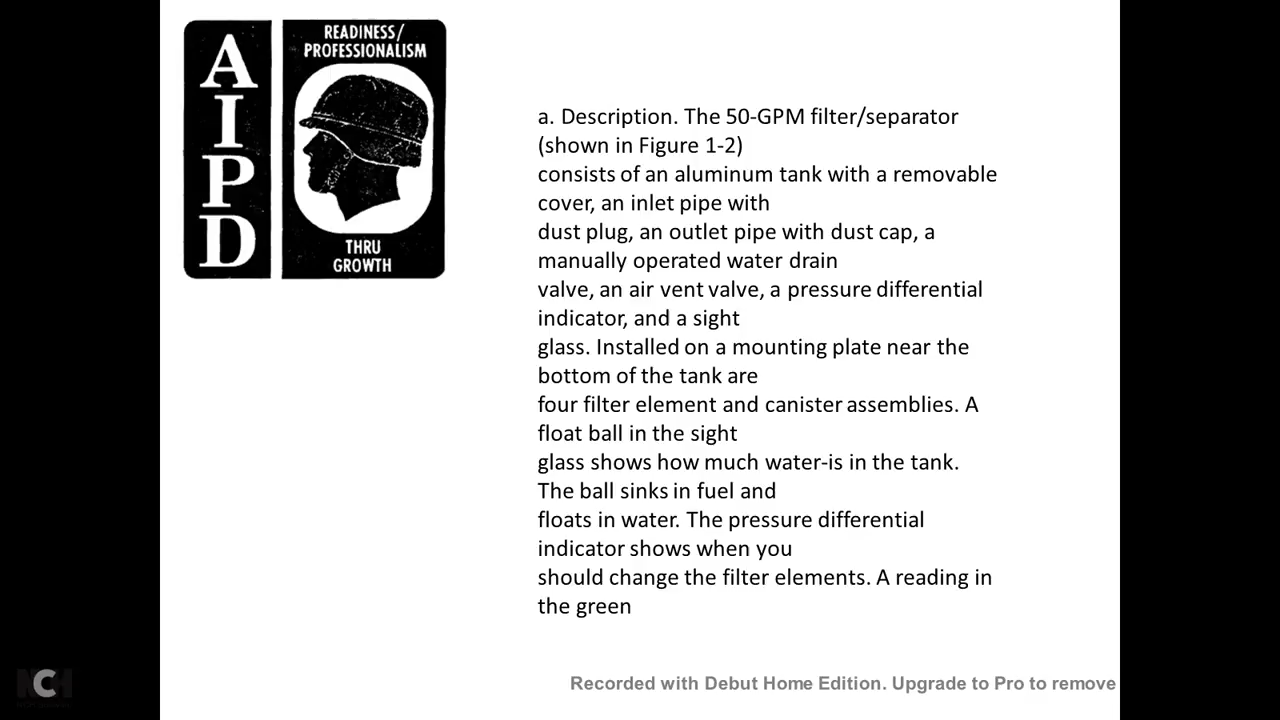 A
I
P
D
READINESS/
PROFESSIONALISM
THRU
GROWTH
a. Description. The 50-GPM filter/separator
(shown in Figure 1-2)
consists of an aluminum tank with a removable
cover, an inlet pipe with
dust plug, an outlet pipe with dust cap, a
manually operated water drain
valve, an air vent valve, a pressure differential
indicator, and a sight
glass. Installed on a mounting plate near the
bottom of the tank are
four filter element and canister assemblies. A
float ball in the sight
glass shows how much water-is in the tank.
The ball sinks in fuel and
floats in water. The pressure differential
indicator shows when you
should change the filter elements. A reading in
the green
NCH
Recorded with Debut Home Edition. Upgrade to Pro to remove